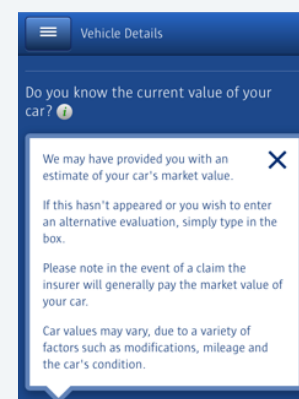 Vehicle Details
Do you know the current value of your
car? i
We may have provided you with an
estimate of your car's market value.
If this hasn't appeared or you wish to enter
an alternative evaluation, simply type in the
box.
Please note in the event of a claim the
insurer will generally pay the market value of
your car.
Car values may vary, due to a variety of
factors such as modifications, mileage and
the car's condition.